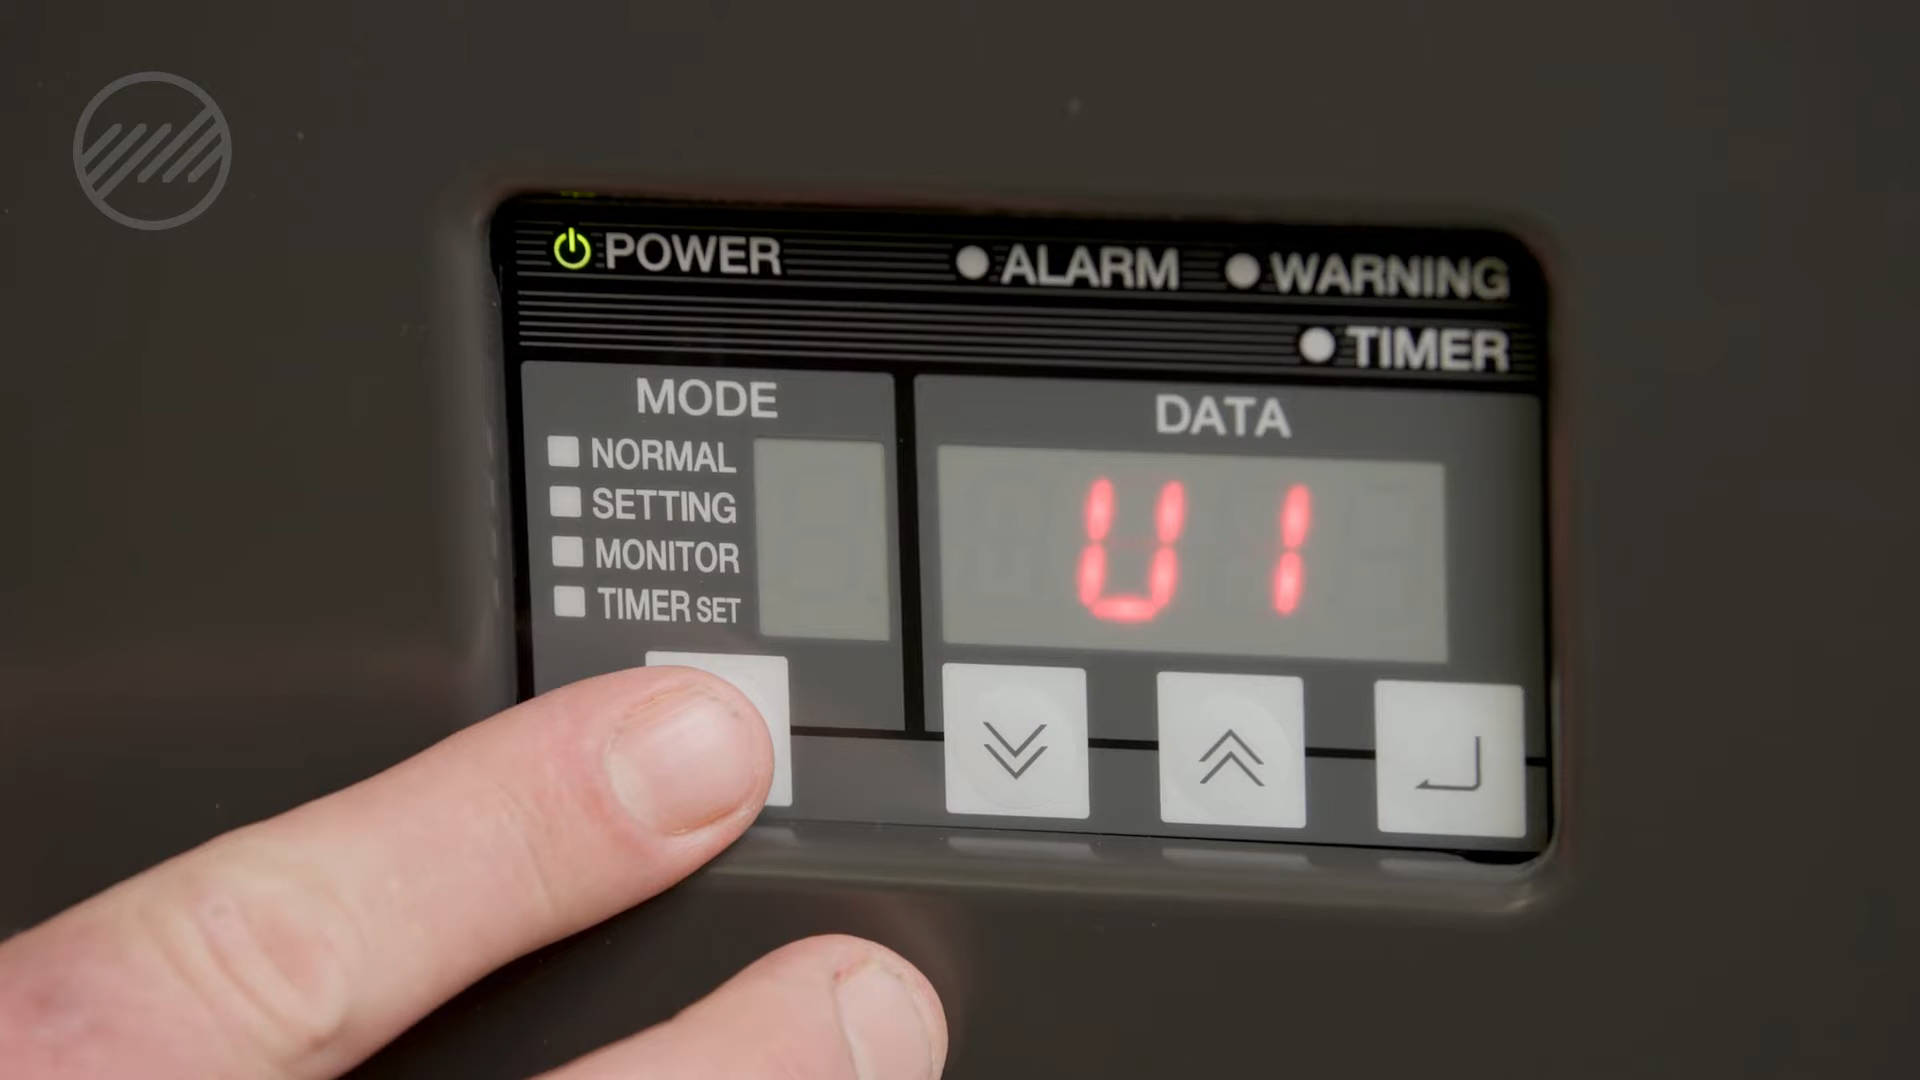 POWER
ALARM
WARNING
TIMER
MODE
DATA
NORMAL
SETTING
MONITOR
TIMER SET
U1